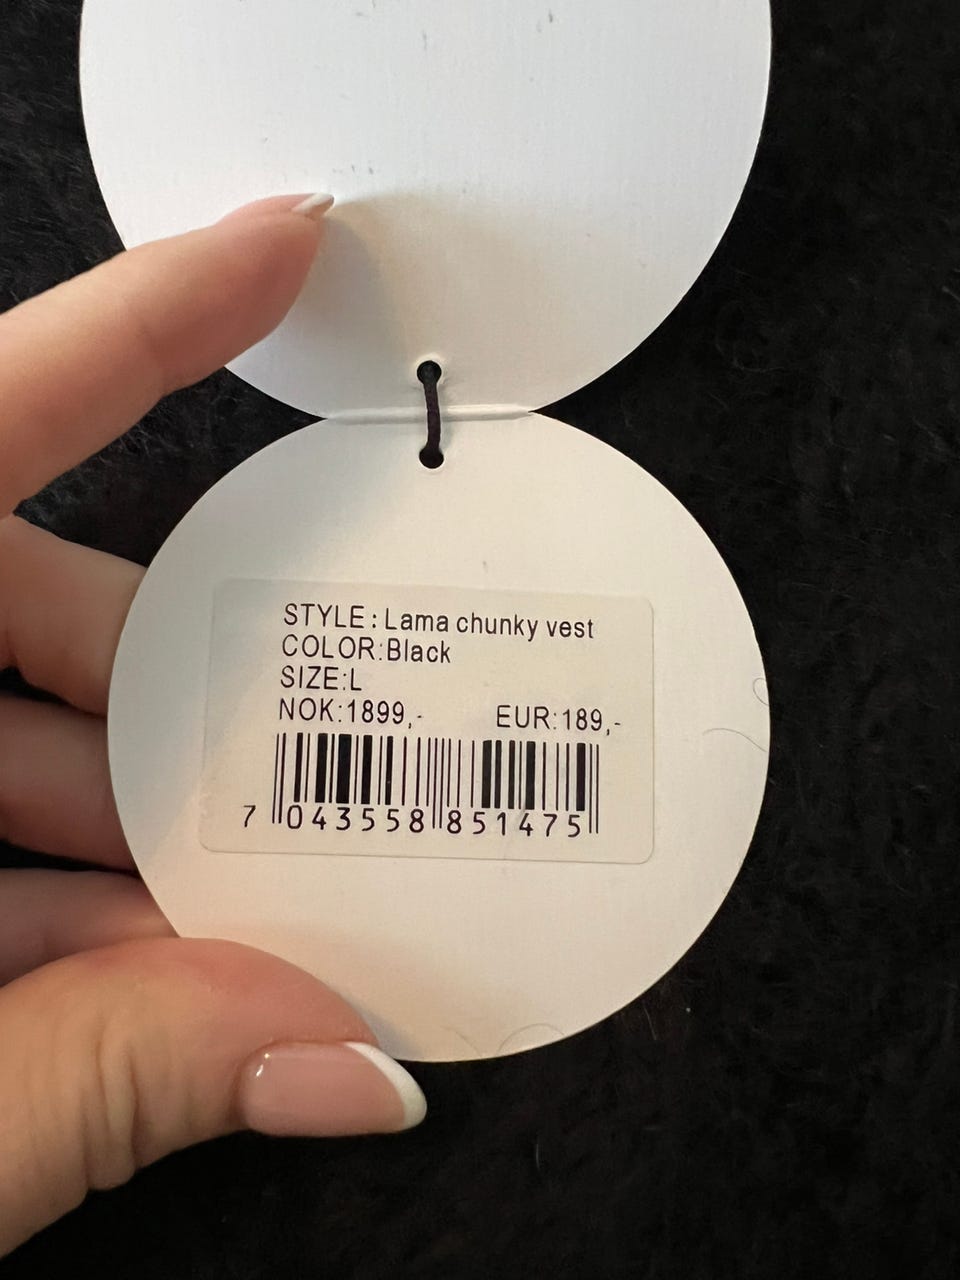 STYLE: Lama chunky vest
COLOR:Black
SIZE:L
NOK:1899,- EUR:189,-
7 043558 851475